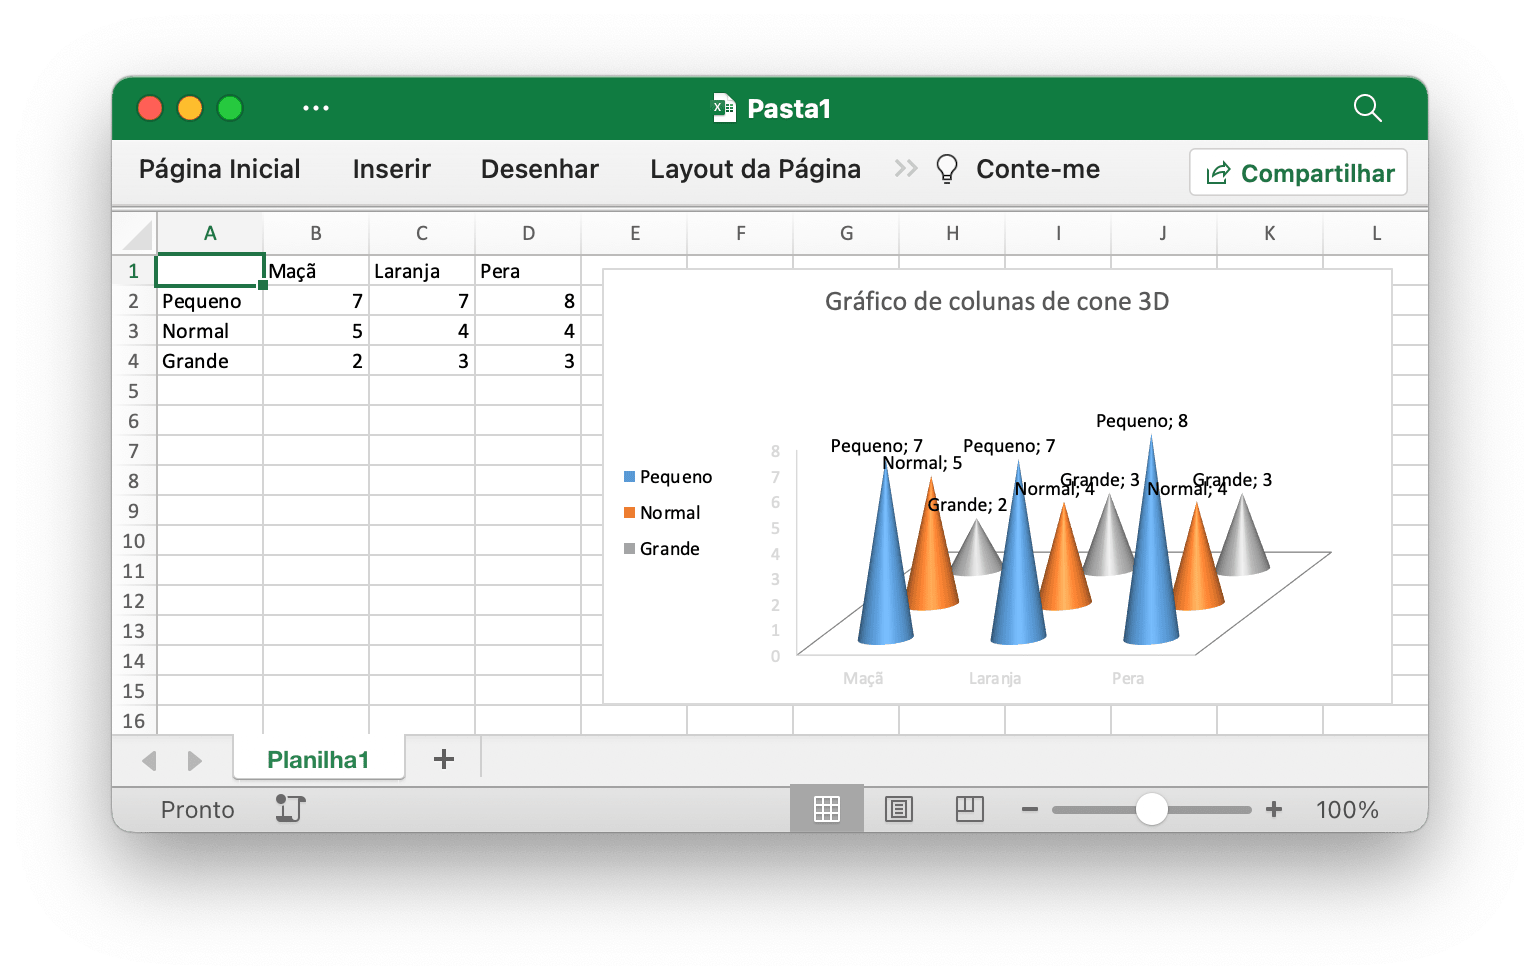 Pasta1
Página Inicial Inserir Desenhar Layout da Página Conte-me Compartilhar
A B C D E F G H I J K L
1 Maçã Laranja Pera
2 Pequeno 7 7 8
3 Normal 5 4 4
4 Grande 2 3 3
5
6
7
8
9
10
11
12
13
14
15
16
Gráfico de colunas de cone 3D
Pequeno
Normal
Grande
8
7
6
5
4
3
2
1
0
Pequeno; 7
Normal; 5
Grande; 2
Pequeno; 7
Normal; 4
Grande; 3
Pequeno; 8
Normal; 4
Grande; 3
Maçã Laranja Pera
Planilha1
Pronto 100%